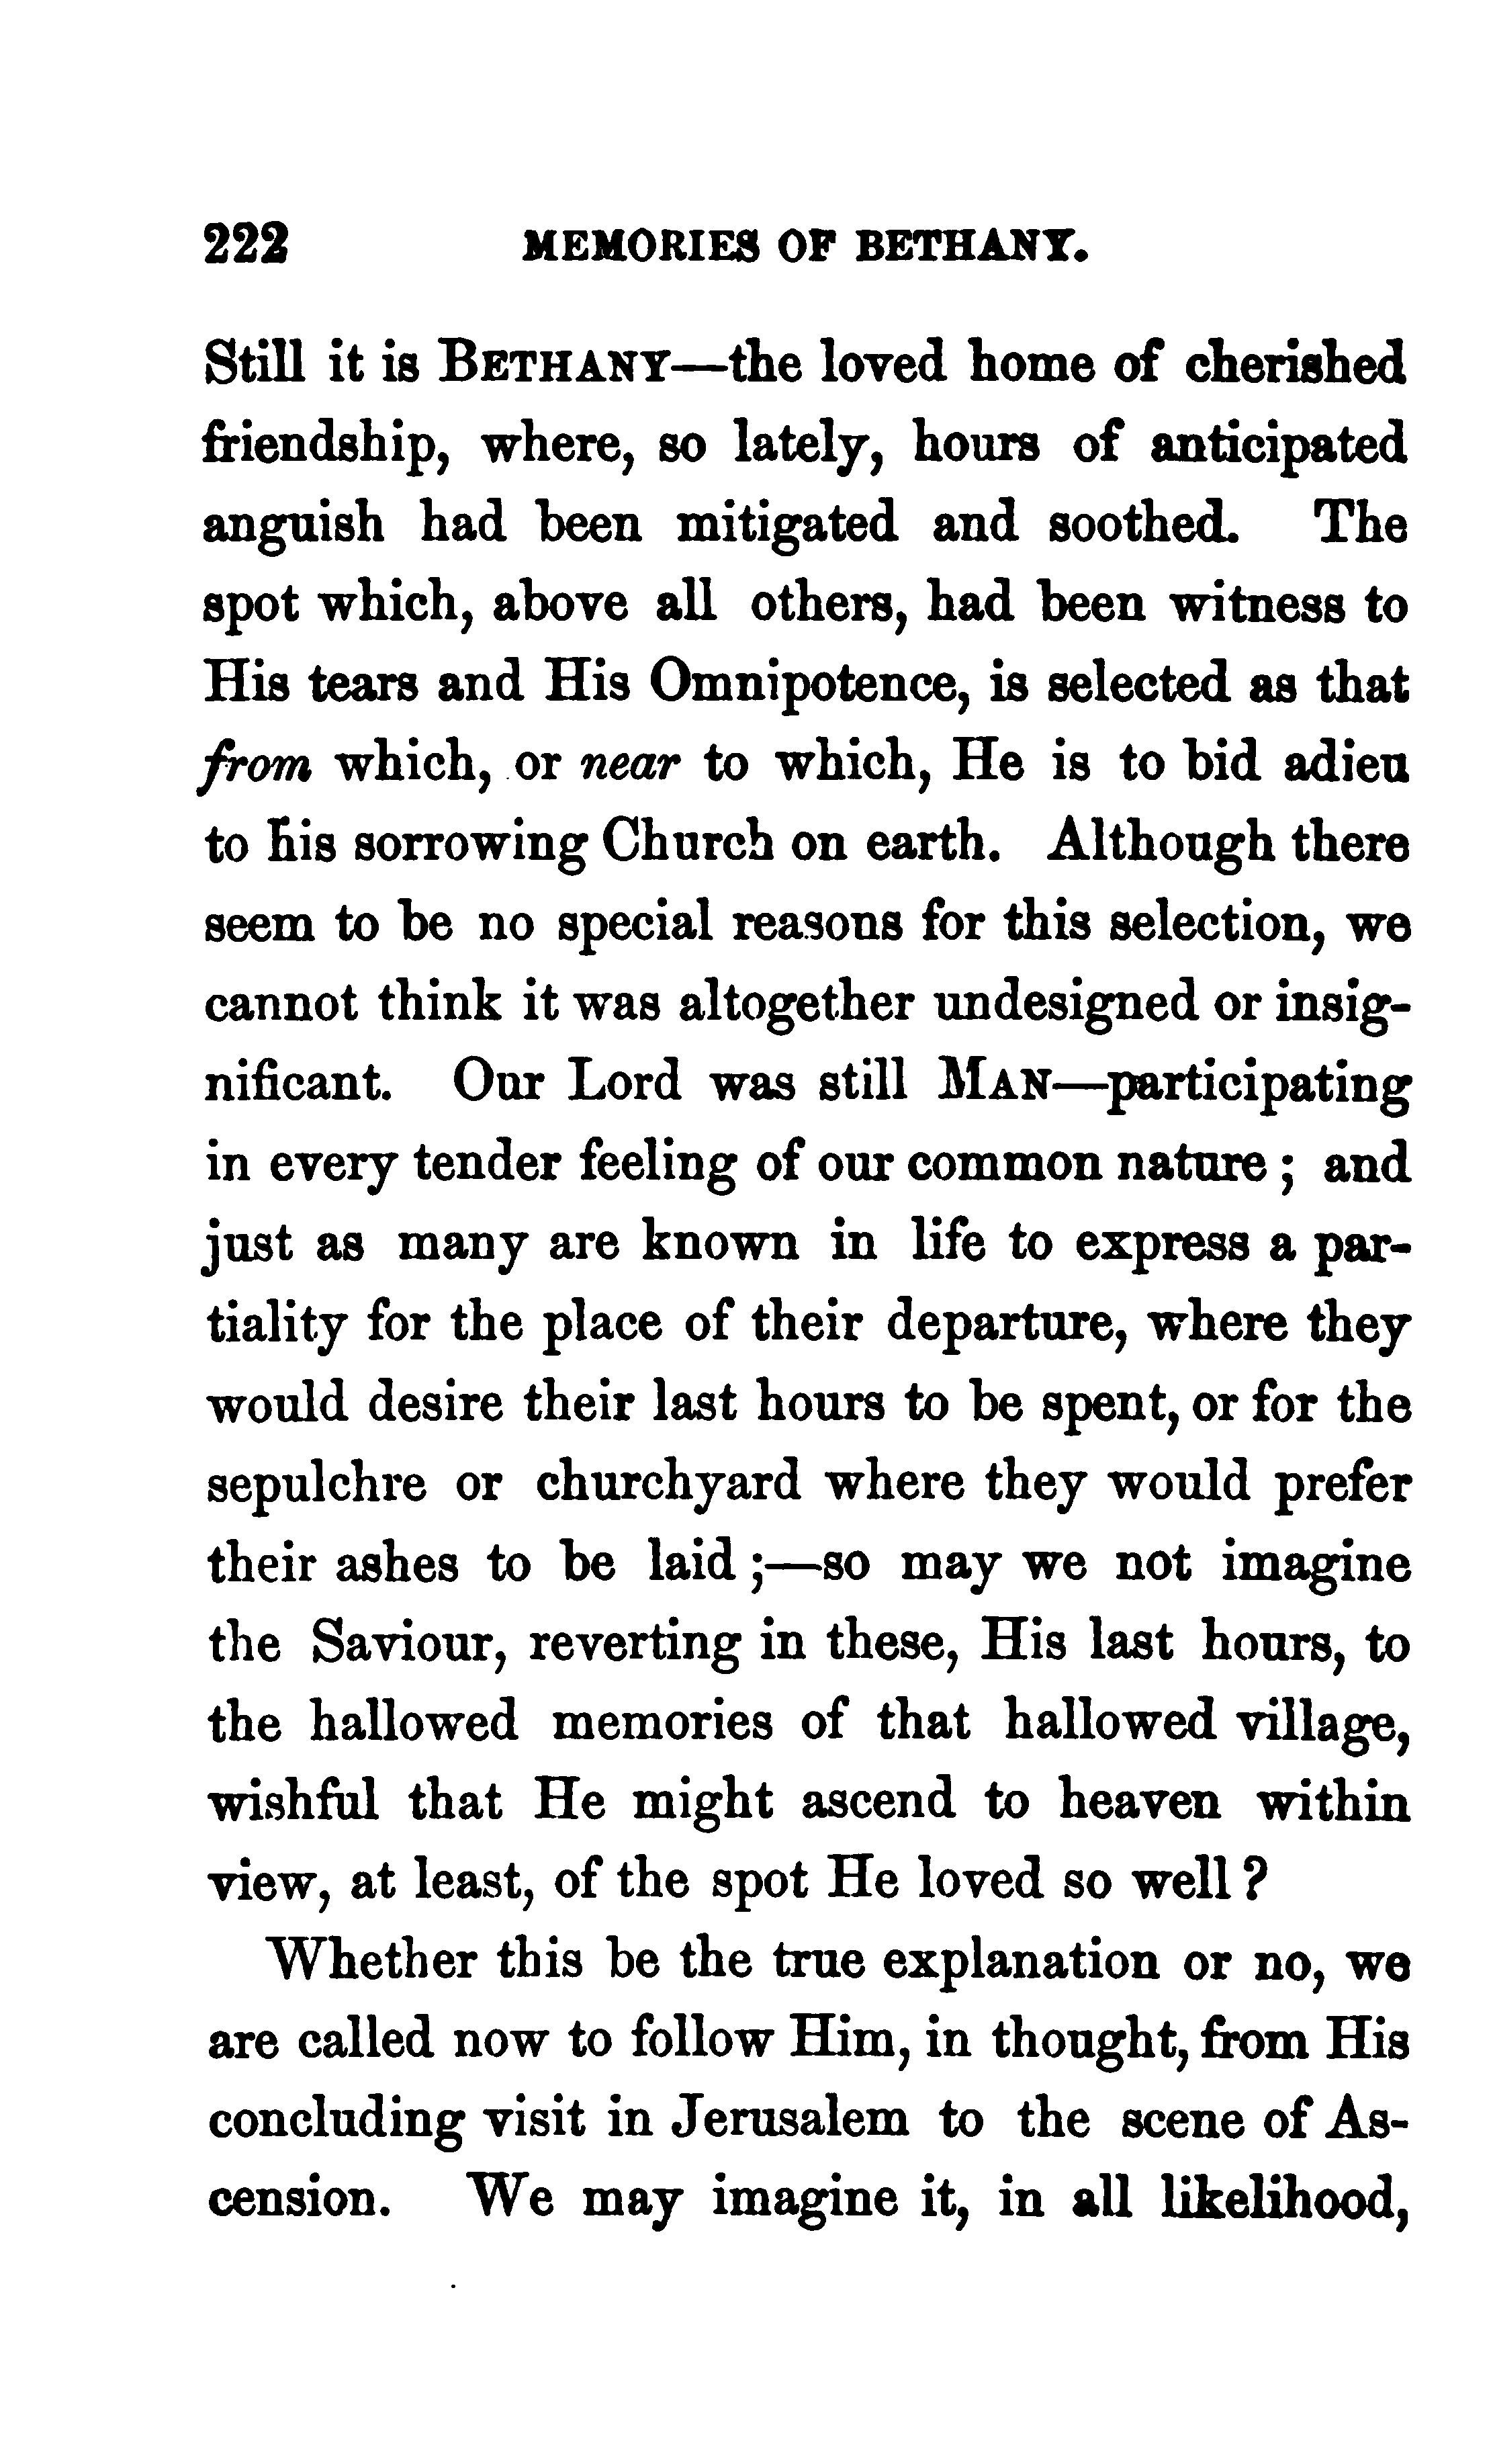 222 MEMORIES OF BETHANY.
Still it is BETHANY—the loved home of cherished
friendship, where, so lately, hours of anticipated
anguish had been mitigated and soothed. The
spot which, above all others, had been witness to
His tears and His Omnipotence, is selected as that
from which, or near to which, He is to bid adieu
to his sorrowing Church on earth. Although there
seem to be no special reasons for this selection, we
cannot think it was altogether undesigned or insig-
nificant. Our Lord was still MAN—participating
in every tender feeling of our common nature; and
just as many are known in life to express a par-
tiality for the place of their departure, where they
would desire their last hours to be spent, or for the
sepulchre or churchyard where they would prefer
their ashes to be laid;—so may we not imagine
the Saviour, reverting in these, His last hours, to
the hallowed memories of that hallowed village,
wishful that He might ascend to heaven within
view, at least, of the spot He loved so well?
Whether this be the true explanation or no, we
are called now to follow Him, in thought, from His
concluding visit in Jerusalem to the scene of As-
cension. We may imagine it, in all likelihood,